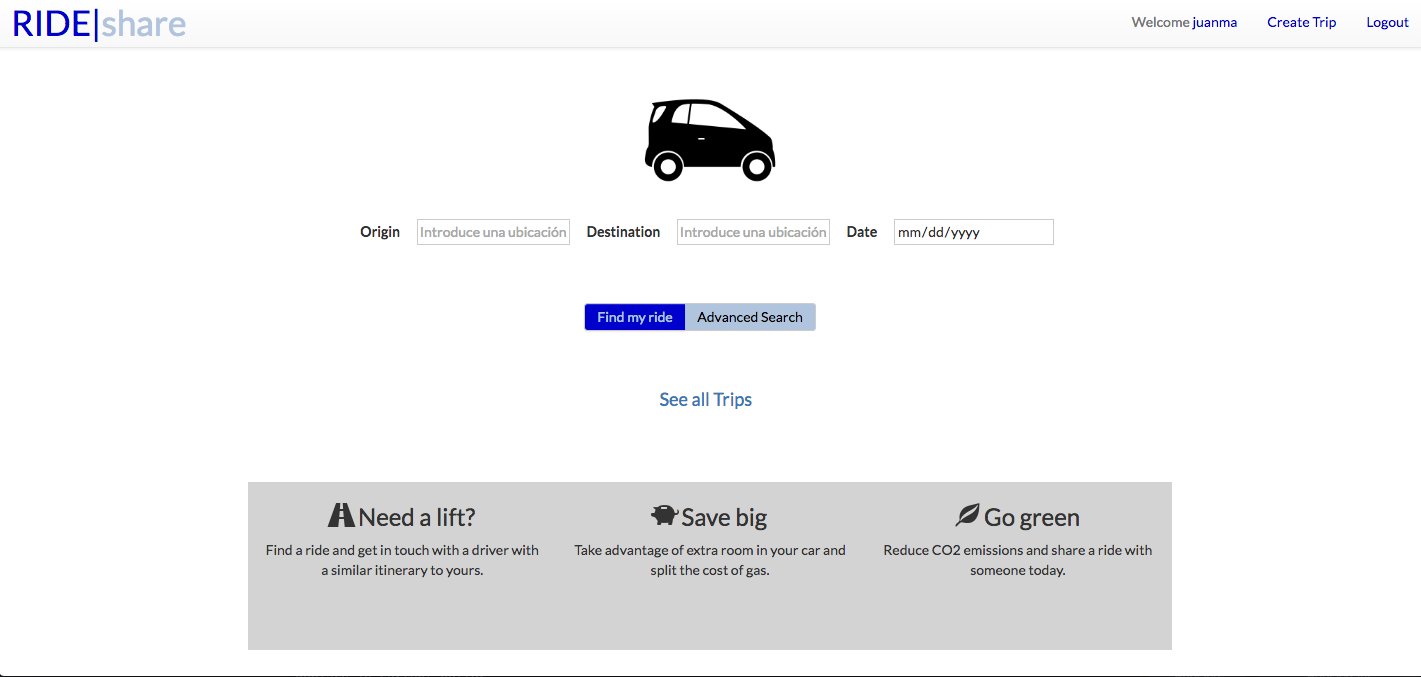 RIDE|share
Welcome juanma Create Trip Logout
Origin Introduce una ubicación Destination Introduce una ubicación Date mm/dd/yyyy
Find my ride Advanced Search
See all Trips
Need a lift?
Find a ride and get in touch with a driver with
a similar itinerary to yours.
Save big
Take advantage of extra room in your car and
split the cost of gas.
Go green
Reduce CO2 emissions and share a ride with
someone today.